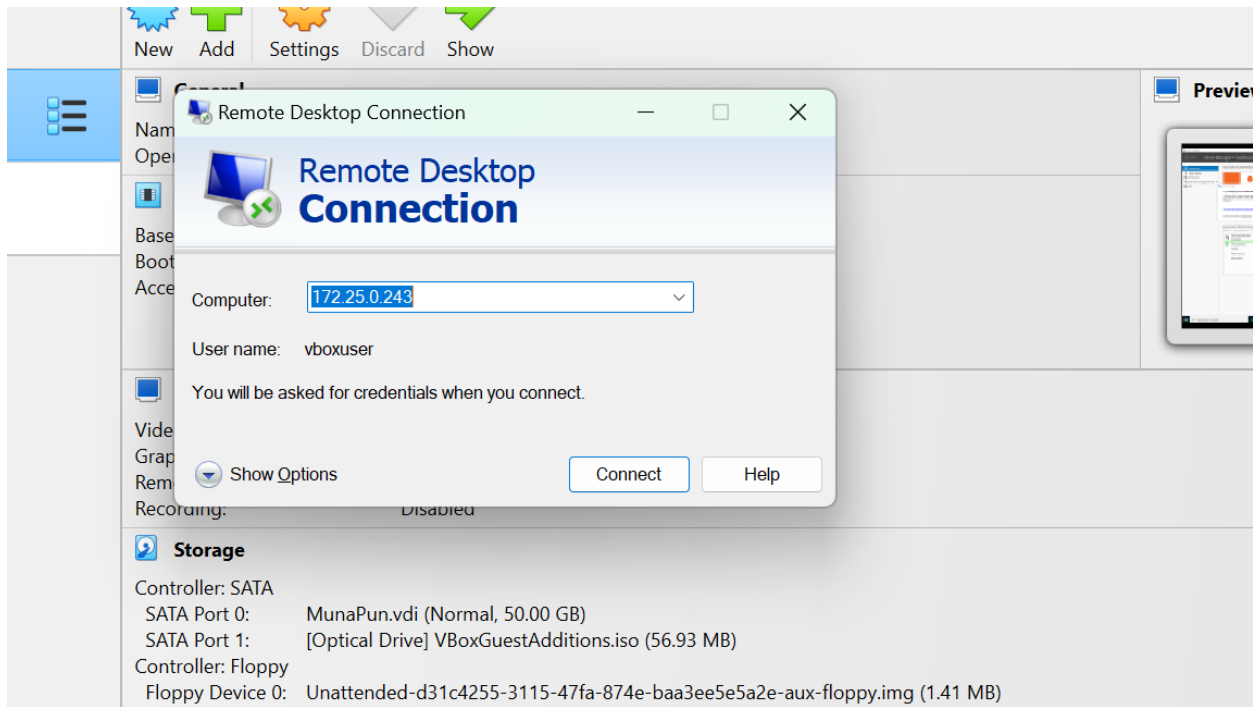 New Add Settings Discard Show
General
Remote Desktop Connection
Remote Desktop
Connection
Computer: 172.25.0.243
User name: vboxuser
You will be asked for credentials when you connect.
Show Options Connect Help
Recording: Disabled
Storage
Controller: SATA
SATA Port 0: MunaPun.vdi (Normal, 50.00 GB)
SATA Port 1: [Optical Drive] VBoxGuestAdditions.iso (56.93 MB)
Controller: Floppy
Floppy Device 0: Unattended-d31c4255-3115-47fa-874e-baa3ee5e5a2e-aux-floppy.img (1.41 MB)
Previe
Nam
Oper
Base
Boot
Acce
Vide
Grap
Rem